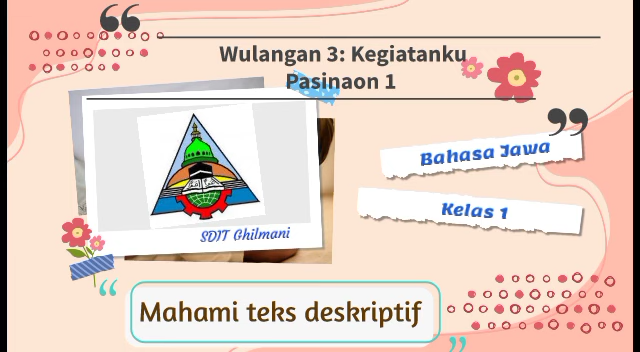 Wulangan 3: Kegiatanku
Pasinaon 1
Bahasa Jawa
Kelas 1
SDIT Ghilmani
Mahami teks deskriptif